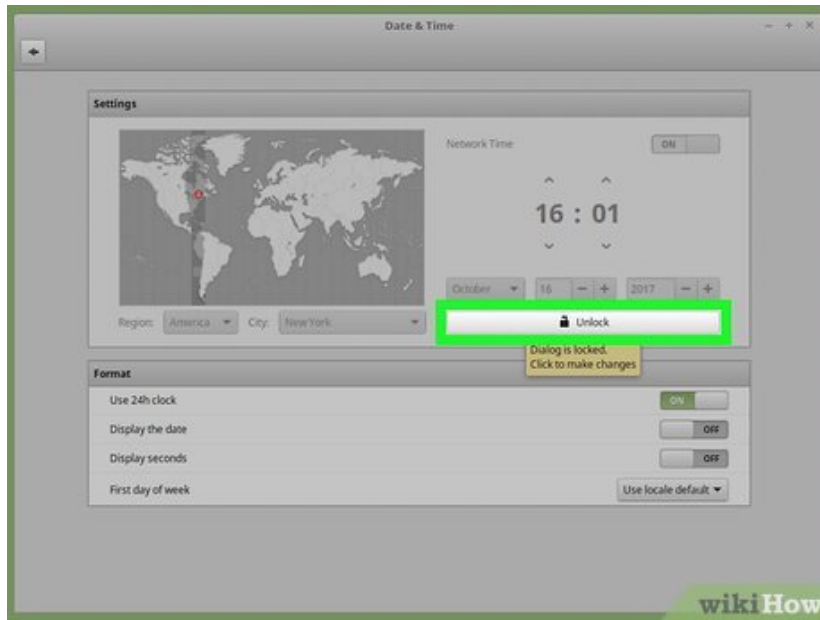 Date & Time
Settings
Network Time
ON
16 : 01
October 16 2017
Region: America City: New York
Unlock
Dialog is locked.
Click to make changes
Format
Use 24h clock ON
Display the date OFF
Display seconds OFF
First day of week Use locale default
wikiHow